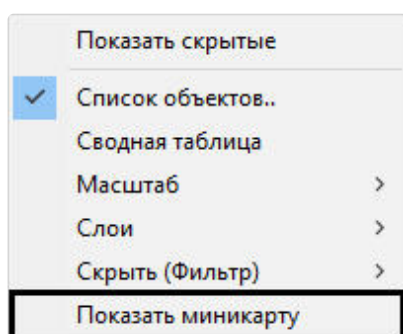 Показать скрытые
Список объектов..
Сводная таблица
Масштаб
Слои
Скрыть (Фильтр)
Показать миникарту